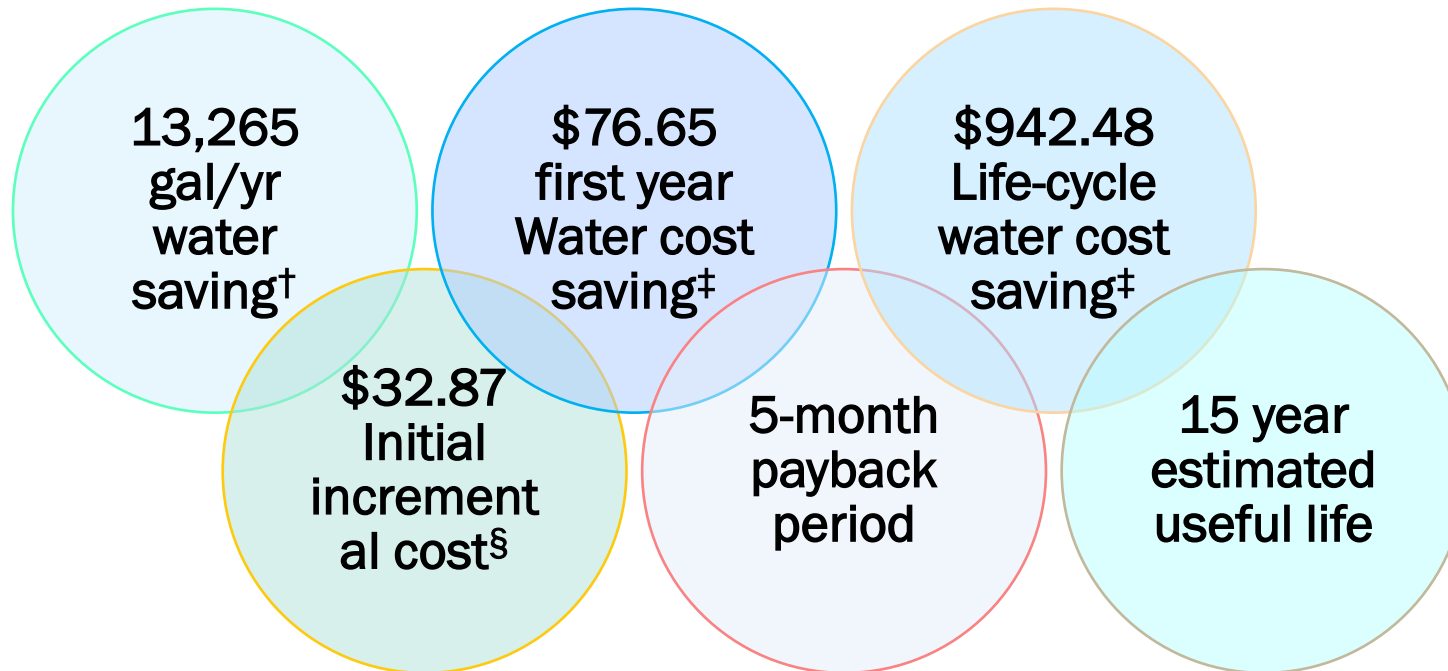 13,265
gal/yr
water
saving†
$76.65
first year
Water cost
saving‡
$942.48
Life-cycle
water cost
saving‡
$32.87
Initial
increment
al cost§
5-month
payback
period
15 year
estimated
useful life